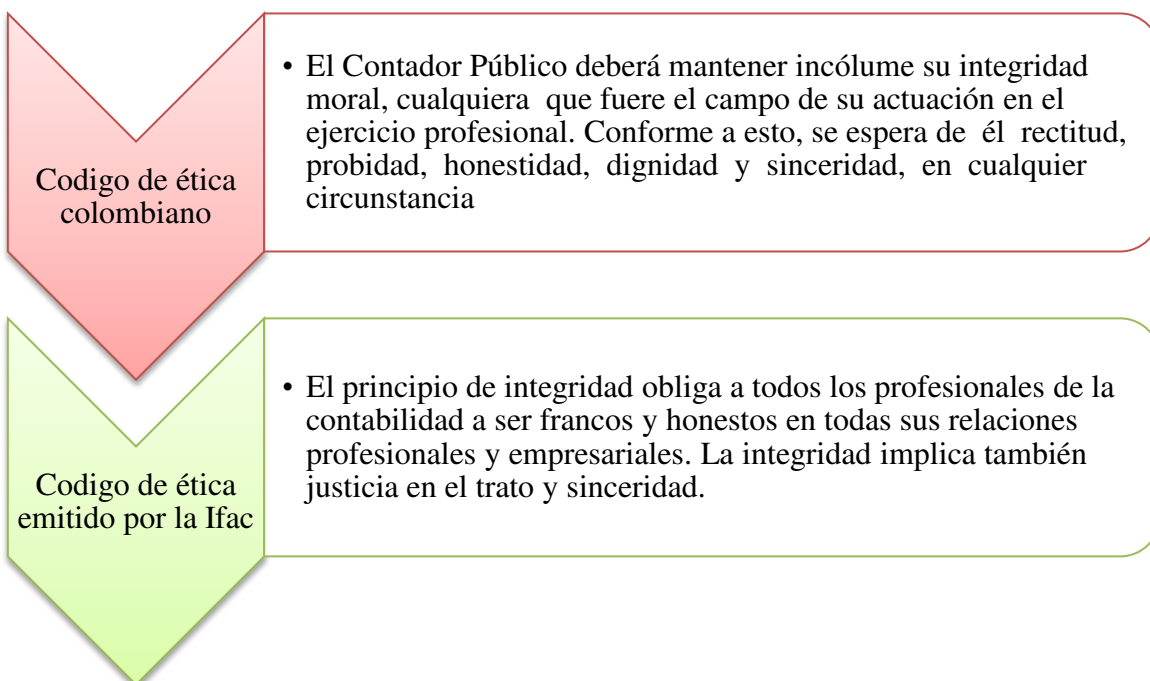 Codigo de ética
colombiano
• El Contador Público deberá mantener incólume su integridad
moral, cualquiera que fuere el campo de su actuación en el
ejercicio profesional. Conforme a esto, se espera de él rectitud,
probidad, honestidad, dignidad y sinceridad, en cualquier
circunstancia
Codigo de ética
emitido por la Ifac
• El principio de integridad obliga a todos los profesionales de la
contabilidad a ser francos y honestos en todas sus relaciones
profesionales y empresariales. La integridad implica también
justicia en el trato y sinceridad.